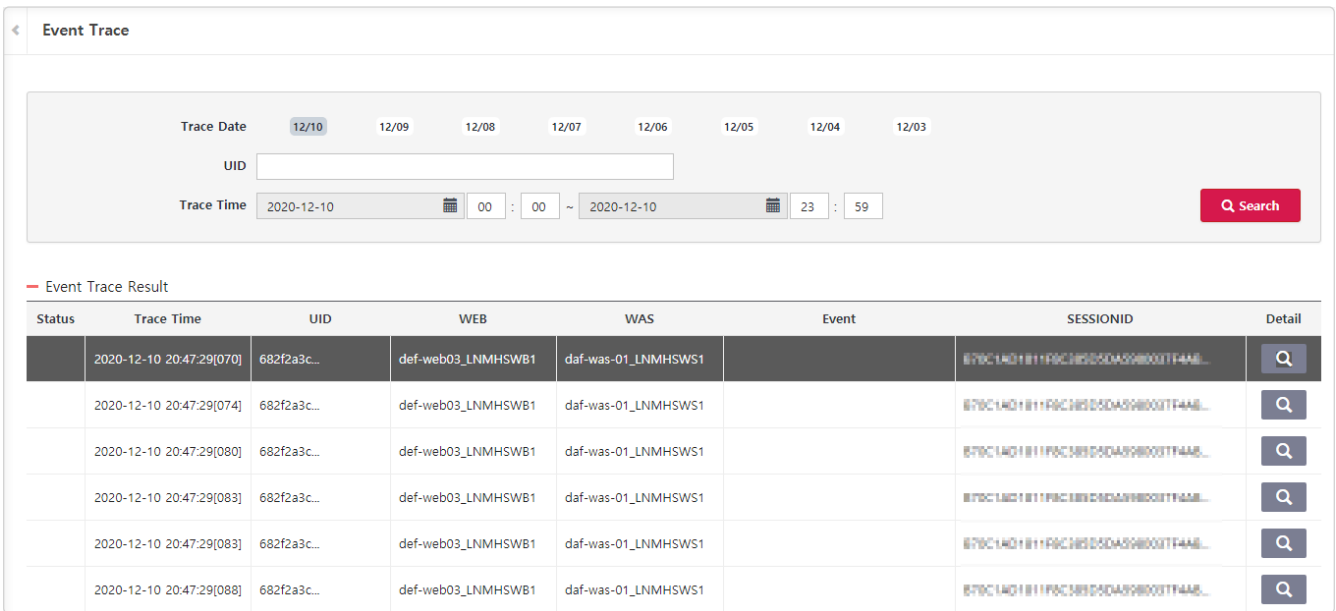 Event Trace
Trace Date 12/10 12/09 12/08 12/07 12/06 12/05 12/04 12/03
UID
Trace Time 2020-12-10 00 : 00 ~ 2020-12-10 23 : 59 Search
Event Trace Result
Status Trace Time UID WEB WAS Event SESSIONID Detail
2020-12-10 20:47:29[070] 682f2a3c... def-web03_LNMHSWB1 daf-was-01_LNMHSWS1
2020-12-10 20:47:29[074] 682f2a3c... def-web03_LNMHSWB1 daf-was-01_LNMHSWS1
2020-12-10 20:47:29[080] 682f2a3c... def-web03_LNMHSWB1 daf-was-01_LNMHSWS1
2020-12-10 20:47:29[083] 682f2a3c... def-web03_LNMHSWB1 daf-was-01_LNMHSWS1
2020-12-10 20:47:29[083] 682f2a3c... def-web03_LNMHSWB1 daf-was-01_LNMHSWS1
2020-12-10 20:47:29[088] 682f2a3c... def-web03_LNMHSWB1 daf-was-01_LNMHSWS1